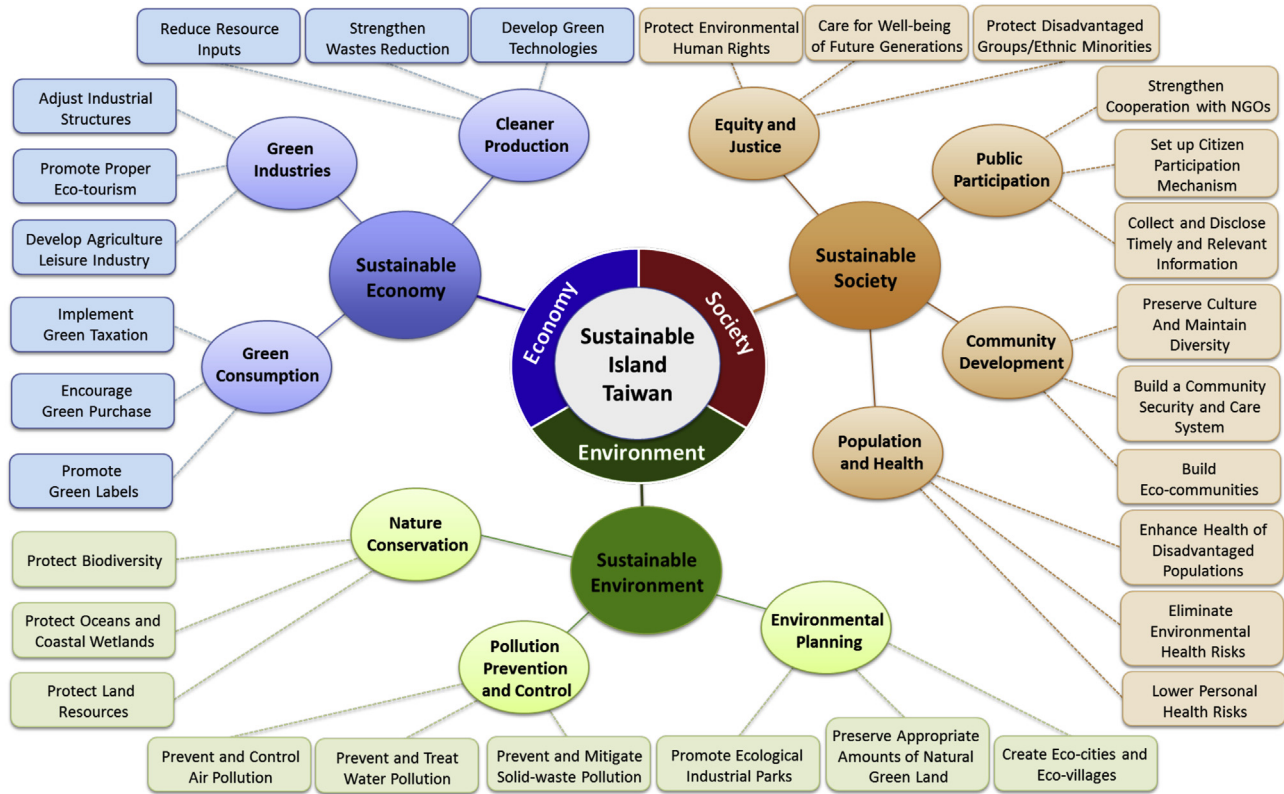 Reduce Resource
Inputs
Strengthen
Wastes Reduction
Develop Green
Technologies
Protect Environmental
Human Rights
Care for Well-being
of Future Generations
Protect Disadvantaged
Groups/Ethnic Minorities
Adjust Industrial
Structures
Promote Proper
Eco-tourism
Develop Agriculture
Leisure Industry
Implement
Green Taxation
Encourage
Green Purchase
Promote
Green Labels
Green
Industries
Cleaner
Production
Green
Consumption
Sustainable
Economy
Economy
Society
Environment
Sustainable
Island
Taiwan
Equity and
Justice
Public
Participation
Sustainable
Society
Community
Development
Population
and Health
Strengthen
Cooperation with NGOs
Set up Citizen
Participation
Mechanism
Collect and Disclose
Timely and Relevant
Information
Preserve Culture
And Maintain
Diversity
Build a Community
Security and Care
System
Build
Eco-communities
Enhance Health of
Disadvantaged
Populations
Eliminate
Environmental
Health Risks
Lower Personal
Health Risks
Nature
Conservation
Sustainable
Environment
Pollution
Prevention
and Control
Environmental
Planning
Protect Biodiversity
Protect Oceans and
Coastal Wetlands
Protect Land
Resources
Prevent and Control
Air Pollution
Prevent and Treat
Water Pollution
Prevent and Mitigate
Solid-waste Pollution
Promote Ecological
Industrial Parks
Preserve Appropriate
Amounts of Natural
Green Land
Create Eco-cities and
Eco-villages